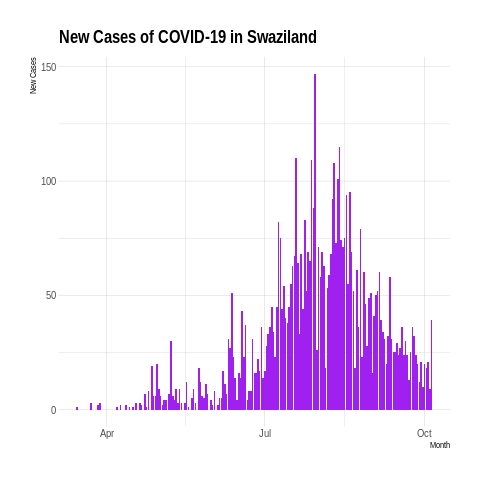 New Cases of COVID-19 in Swaziland
New Cases
150
100
50
0
Apr
Jul
Oct
Month